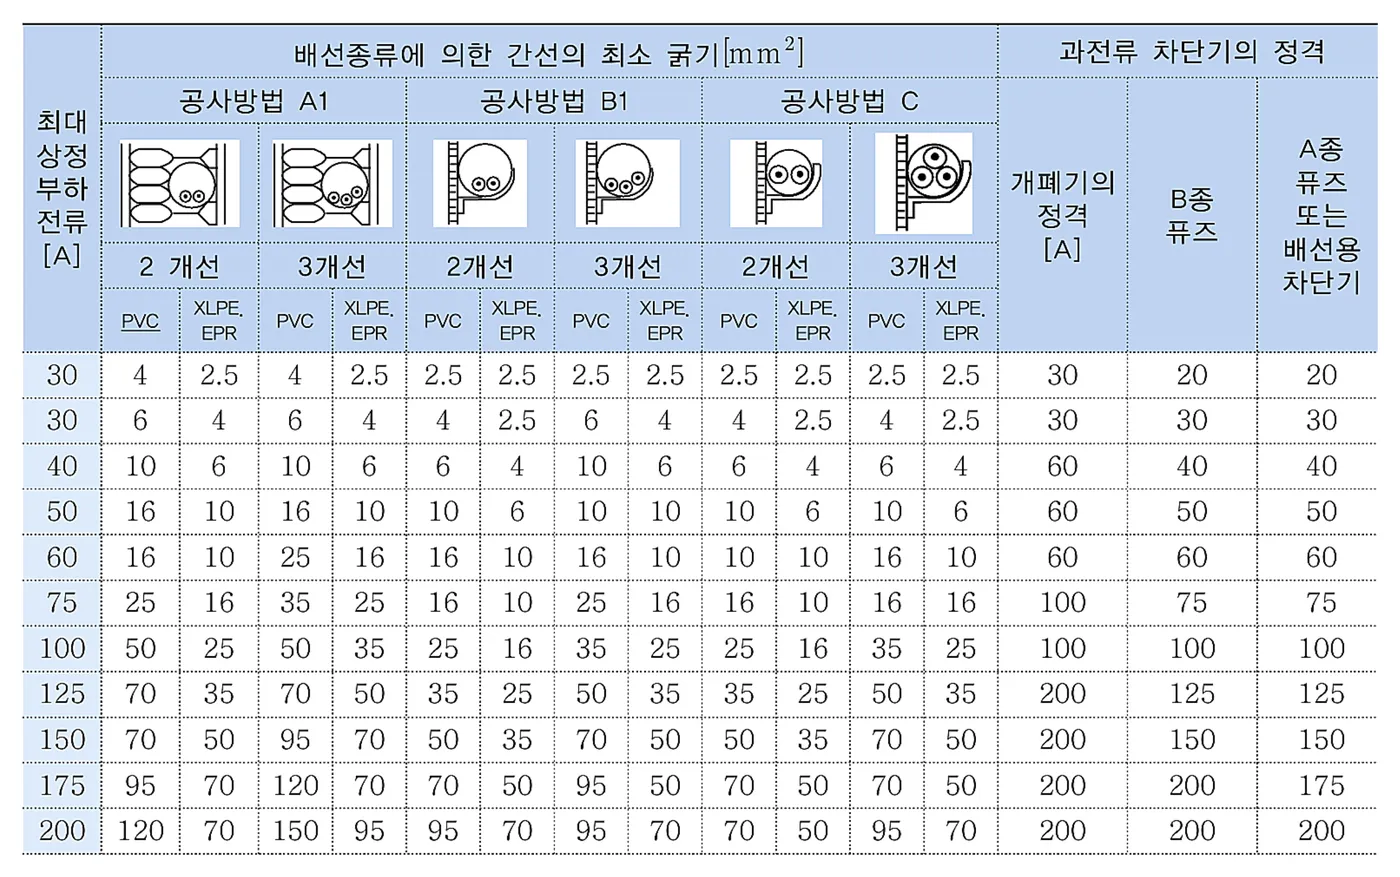 배선종류에 의한 간선의 최소 굵기[mm²] 과전류 차단기의 정격
최대 상정 부하 전류 [A]
공사방법 A1 공사방법 B1 공사방법 C
개폐기의 정격 [A]
B종 퓨즈
A종 퓨즈 또는 배선용 차단기
2 개선 3개선 2개선 3개선 2개선 3개선
PVC XLPE. EPR PVC XLPE. EPR PVC XLPE. EPR PVC XLPE. EPR PVC XLPE. EPR PVC XLPE. EPR
30 4 2.5 4 2.5 2.5 2.5 2.5 2.5 2.5 2.5 2.5 2.5 30 20 20
30 6 4 6 4 4 2.5 6 4 4 2.5 4 2.5 30 30 30
40 10 6 10 6 6 4 10 6 6 4 6 4 60 40 40
50 16 10 16 10 10 6 10 10 10 6 10 6 60 50 50
60 16 10 25 16 16 10 16 10 10 10 16 10 60 60 60
75 25 16 35 25 16 10 25 16 16 10 16 16 100 75 75
100 50 25 50 35 25 16 35 25 25 16 35 25 100 100 100
125 70 35 70 50 35 25 50 35 35 25 50 35 200 125 125
150 70 50 95 70 50 35 70 50 50 35 70 50 200 150 150
175 95 70 120 70 70 50 95 50 70 50 70 50 200 200 175
200 120 70 150 95 95 70 95 70 70 50 95 70 200 200 200